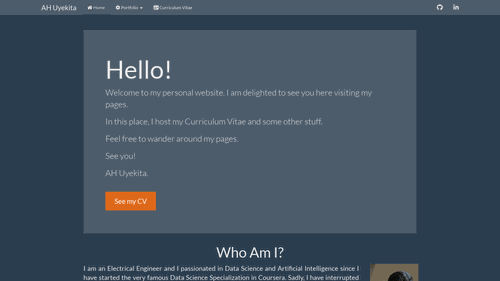 AH Uyekita Home Portfolio Curriculum Vitae
Hello!
Welcome to my personal website. I am delighted to see you here visiting my
pages.
In this place, I host my Curriculum Vitae and some other stuff.
Feel free to wander around my pages.
See you!
AH Uyekita.
See my CV
Who Am I?
I am an Electrical Engineer and I passionated in Data Science and Artificial Intelligence since I
have started the very famous Data Science Specialization in Coursera. Sadly, I have interrupted